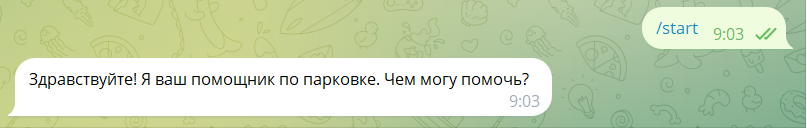 /start 9:03
Здравствуйте! Я ваш помощник по парковке. Чем могу помочь?
9:03